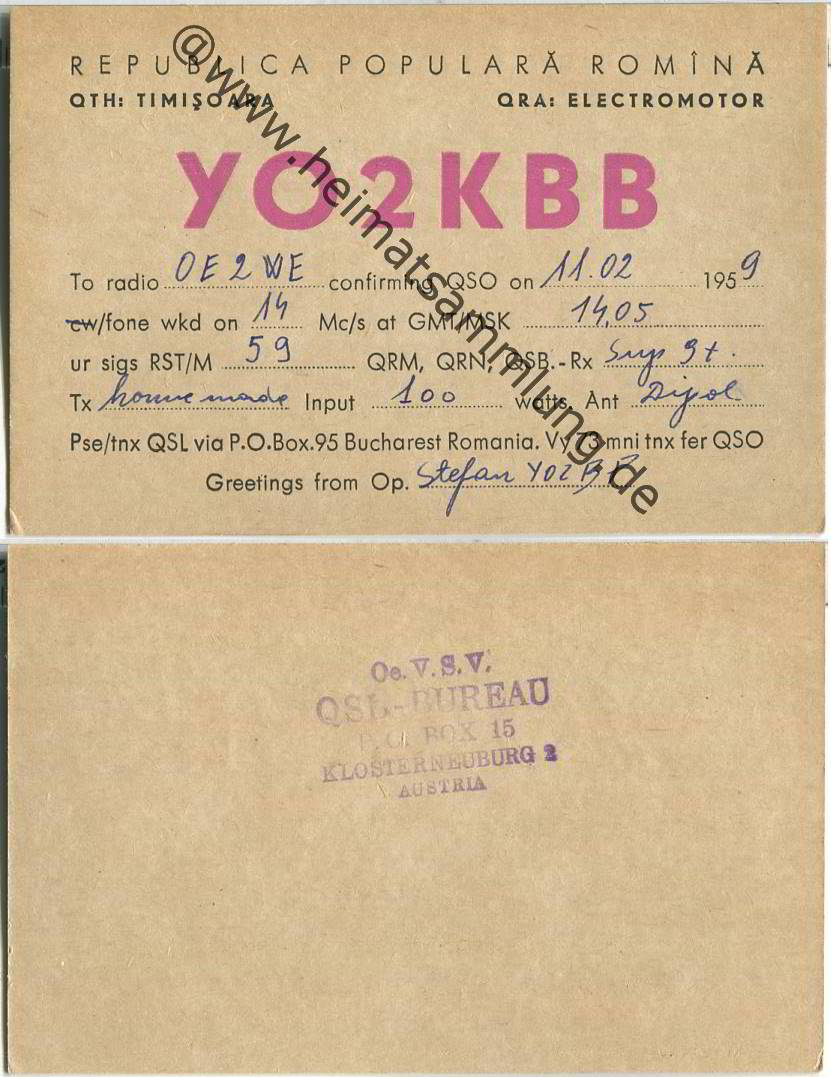 REPUBLICA POPULARĂ ROMÎNĂ
QTH: TIMIŞOARA QRA: ELECTROMOTOR
YO2KBB
To radio OE2WE confirming QSO on 11.02 1959
cw/fone wkd on 14 Mc/s at GMT/MSK 14,05
ur sigs RST/M 59 QRM, QRN, QSB.-Rx Sup 9t.
Tx home made Input 100 watts. Ant Dipol
Pse/tnx QSL via P.O.Box.95 Bucharest Romania. Vy 73 mni tnx fer QSO
Greetings from Op. Stefan YO2
@www.heimatsammlung.de
Oe.V.S.V.
QSL-BUREAU
P.O. BOX 15
KLOSTERNEUBURG 2
AUSTRIA